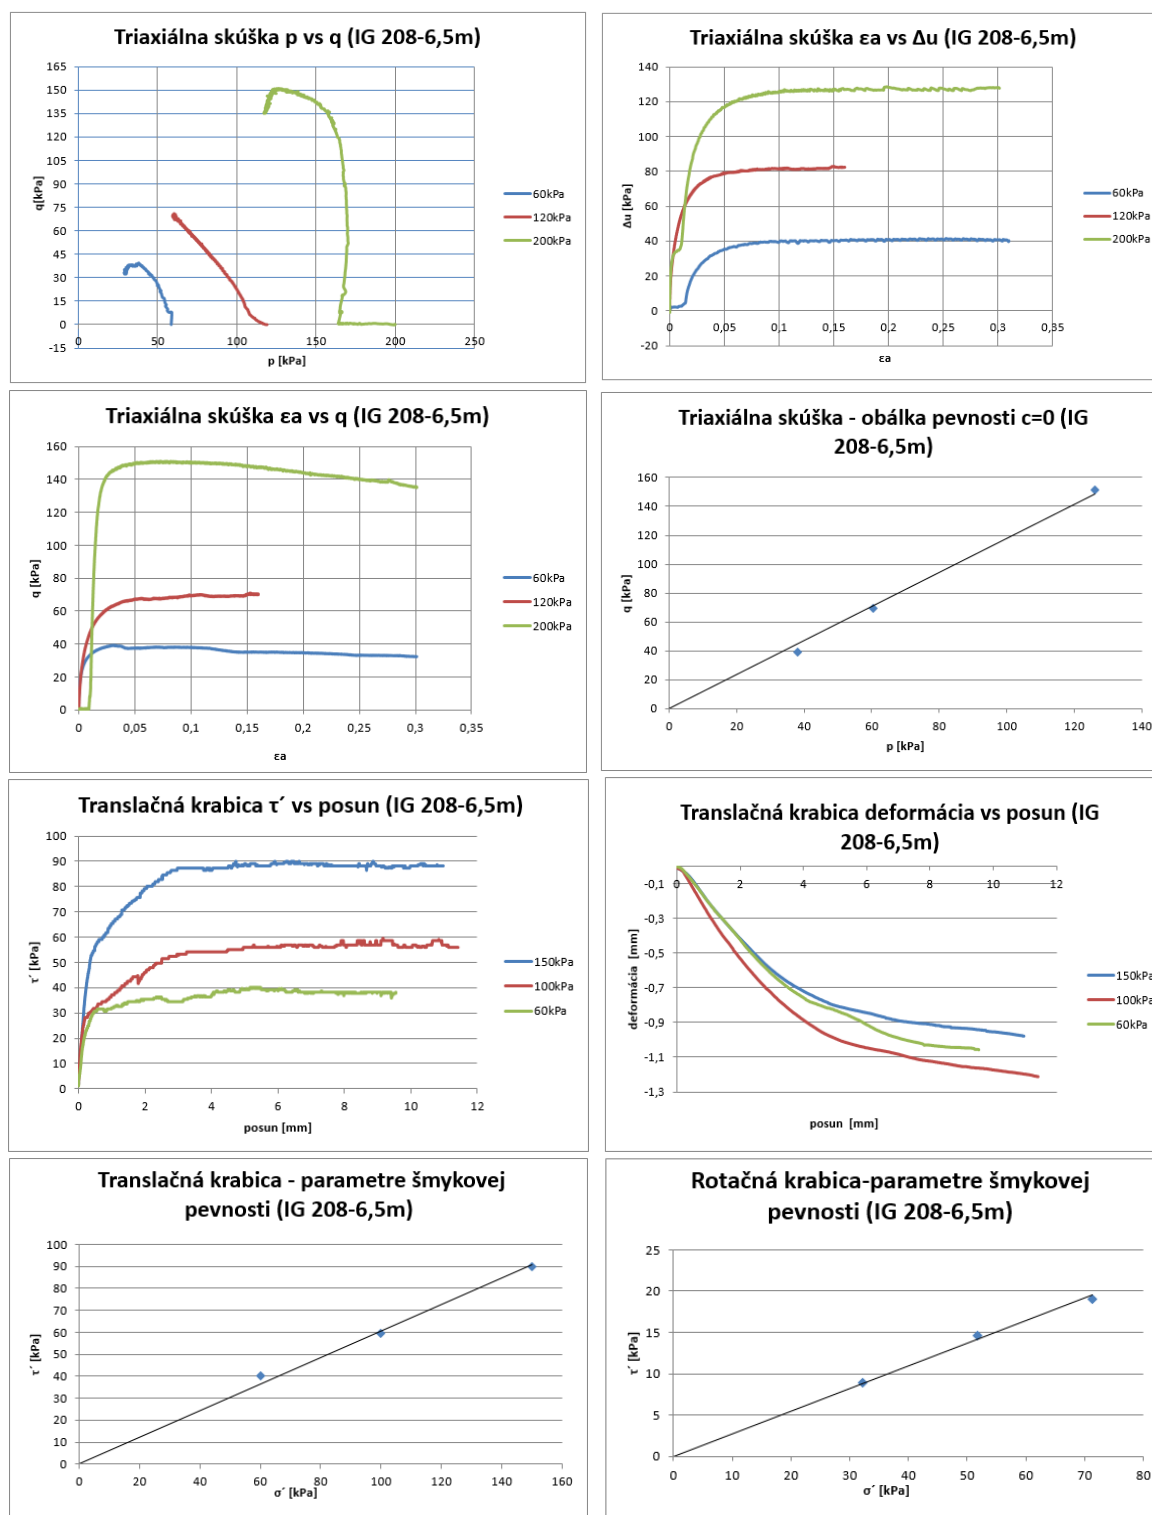 Triaxiálna skúška p vs q (IG 208-6,5m)
q[kPa]
165
150
135
120
105
90
75
60
45
30
15
0
-15
0 50 100 150 200 250
p [kPa]
60kPa
120kPa
200kPa
Triaxiálna skúška εa vs Δu (IG 208-6,5m)
Δu [kPa]
140
120
100
80
60
40
20
0
-20
0 0,05 0,1 0,15 0,2 0,25 0,3 0,35
εa
60kPa
120kPa
200kPa
Triaxiálna skúška εa vs q (IG 208-6,5m)
q [kPa]
160
140
120
100
80
60
40
20
0
0 0,05 0,1 0,15 0,2 0,25 0,3 0,35
εa
60kPa
120kPa
200kPa
Triaxiálna skúška - obálka pevnosti c=0 (IG
208-6,5m)
q [kPa]
160
140
120
100
80
60
40
20
0
0 20 40 60 80 100 120 140
p [kPa]
Translačná krabica τ´ vs posun (IG 208-6,5m)
τ´ [kPa]
100
90
80
70
60
50
40
30
20
10
0
0 2 4 6 8 10 12
posun [mm]
150kPa
100kPa
60kPa
Translačná krabica deformácia vs posun (IG
208-6,5m)
deformácia [mm]
0 2 4 6 8 10 12
-0,1
-0,3
-0,5
-0,7
-0,9
-1,1
-1,3
posun [mm]
150kPa
100kPa
60kPa
Translačná krabica - parametre šmykovej
pevnosti (IG 208-6,5m)
τ´ [kPa]
100
90
80
70
60
50
40
30
20
10
0
0 20 40 60 80 100 120 140 160
σ´ [kPa]
Rotačná krabica-parametre šmykovej
pevnosti (IG 208-6,5m)
τ´ [kPa]
25
20
15
10
5
0
0 10 20 30 40 50 60 70 80
σ´ [kPa]